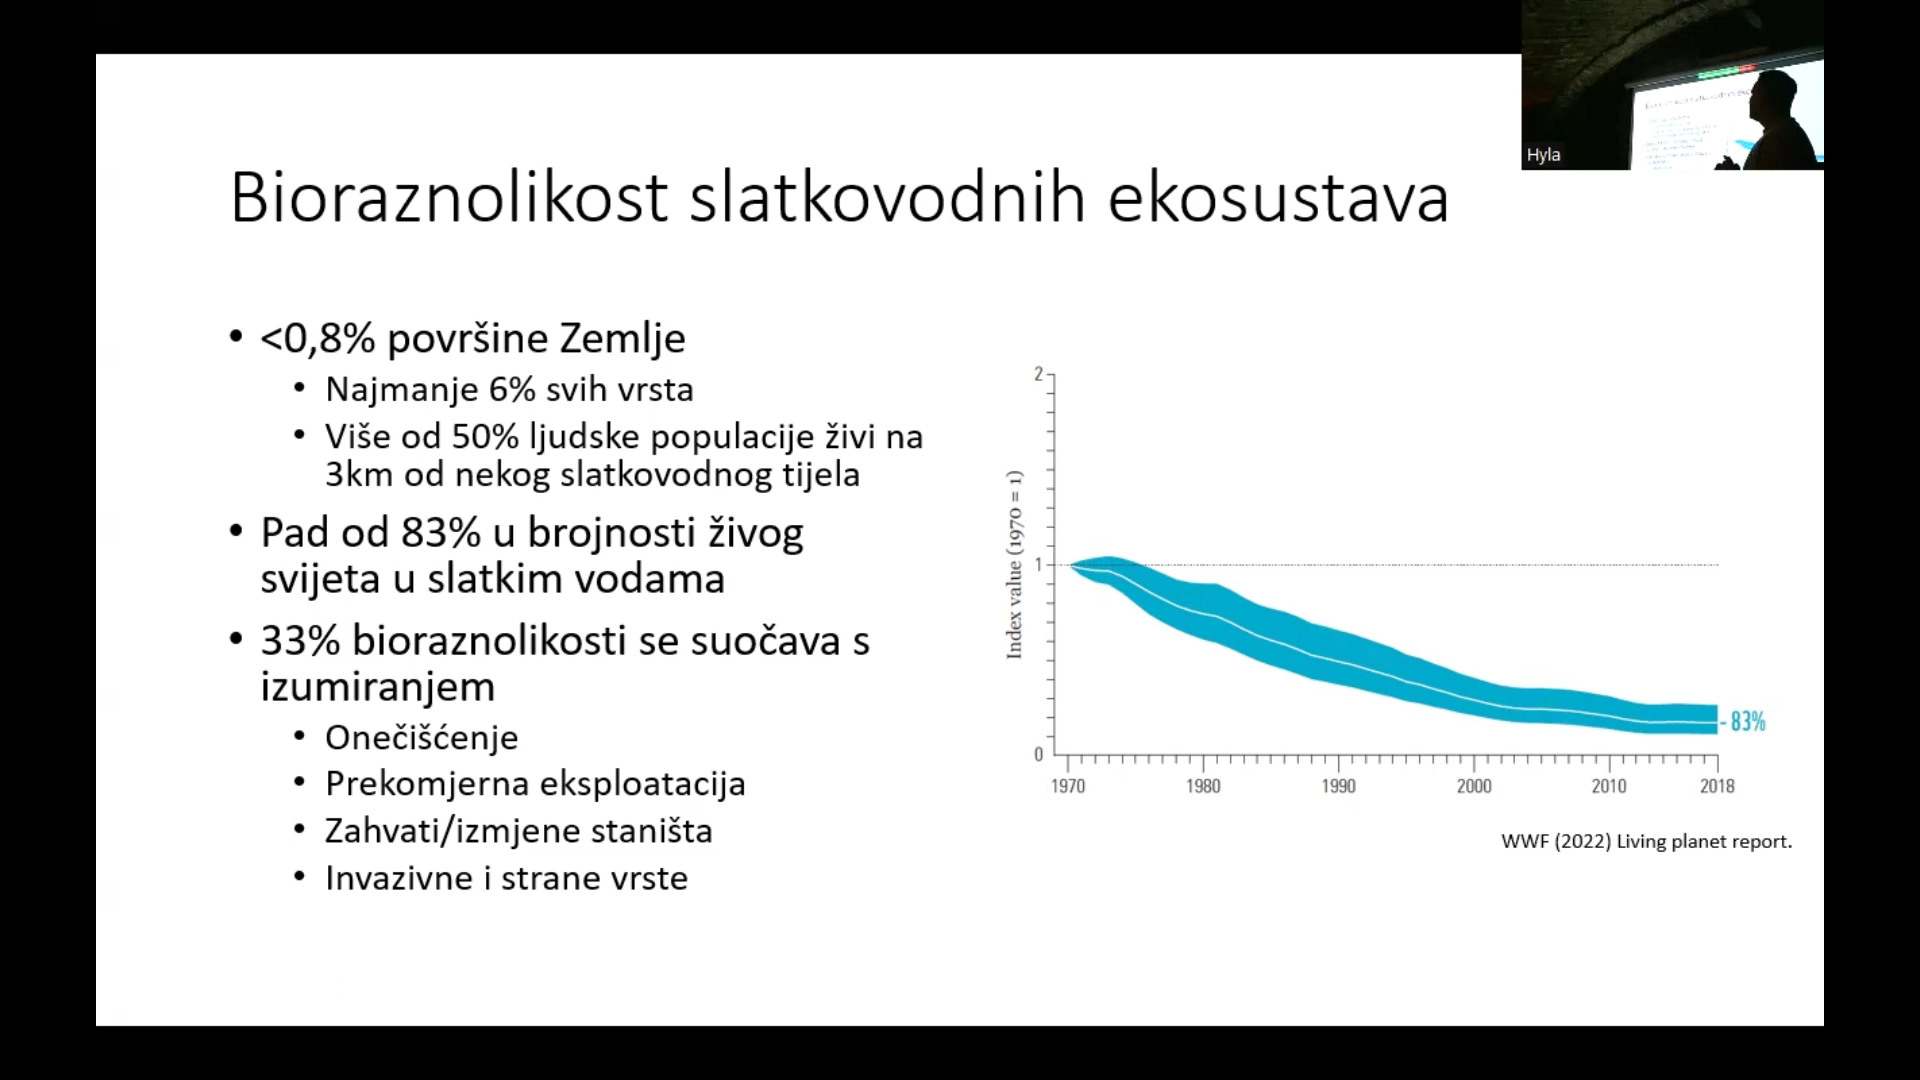 Hyla
Bioraznolikost slatkovodnih ekosustava
• <0,8% površine Zemlje
• Najmanje 6% svih vrsta
• Više od 50% ljudske populacije živi na
3km od nekog slatkovodnog tijela
• Pad od 83% u brojnosti živog
svijeta u slatkim vodama
• 33% bioraznolikosti se suočava s
izumiranjem
• Onečišćenje
• Prekomjerna eksploatacija
• Zahvati/izmjene staništa
• Invazivne i strane vrste
Index value (1970 = 1)
2
1
0
1970 1980 1990 2000 2010 2018
- 83%
WWF (2022) Living planet report.